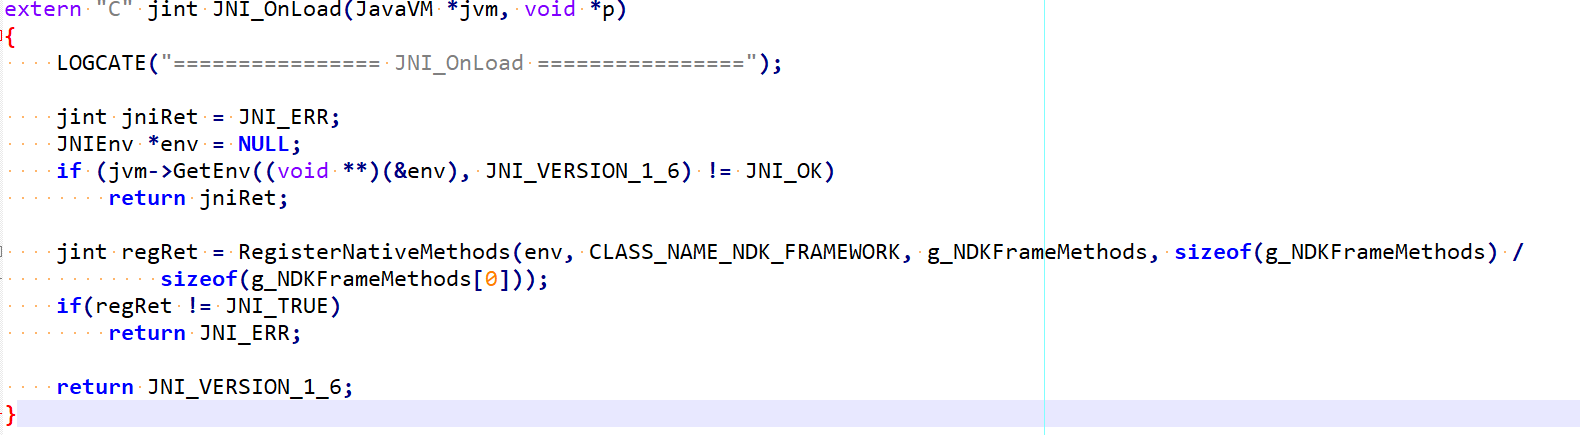 extern "C" jint JNI_OnLoad(JavaVM *jvm, void *p)
{
    LOGCATE("================ JNI_OnLoad ================");
    jint jniRet = JNI_ERR;
    JNIEnv *env = NULL;
    if (jvm->GetEnv((void **)(&env), JNI_VERSION_1_6) != JNI_OK)
        return jniRet;
    jint regRet = RegisterNativeMethods(env, CLASS_NAME_NDK_FRAMEWORK, g_NDKFrameMethods, sizeof(g_NDKFrameMethods) /
            sizeof(g_NDKFrameMethods[0]));
    if(regRet != JNI_TRUE)
        return JNI_ERR;
    return JNI_VERSION_1_6;
}